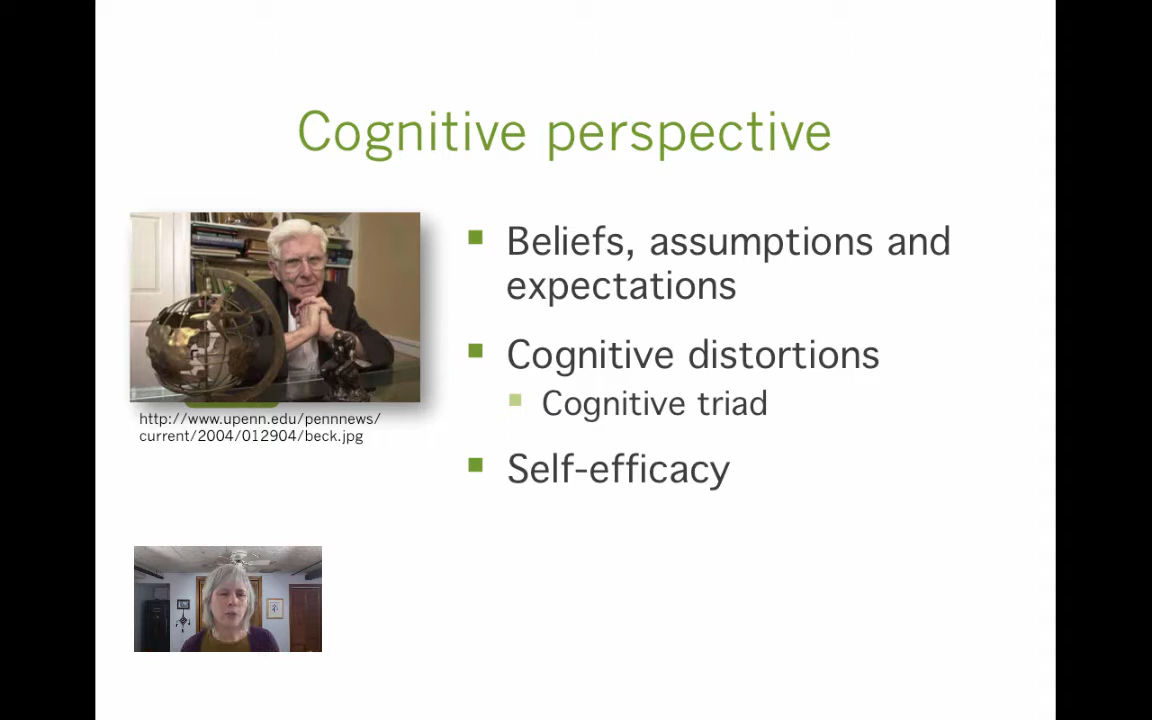 Cognitive perspective
Beliefs, assumptions and
expectations
Cognitive distortions
Cognitive triad
Self-efficacy
http://www.upenn.edu/pennnews/
current/2004/012904/beck.jpg